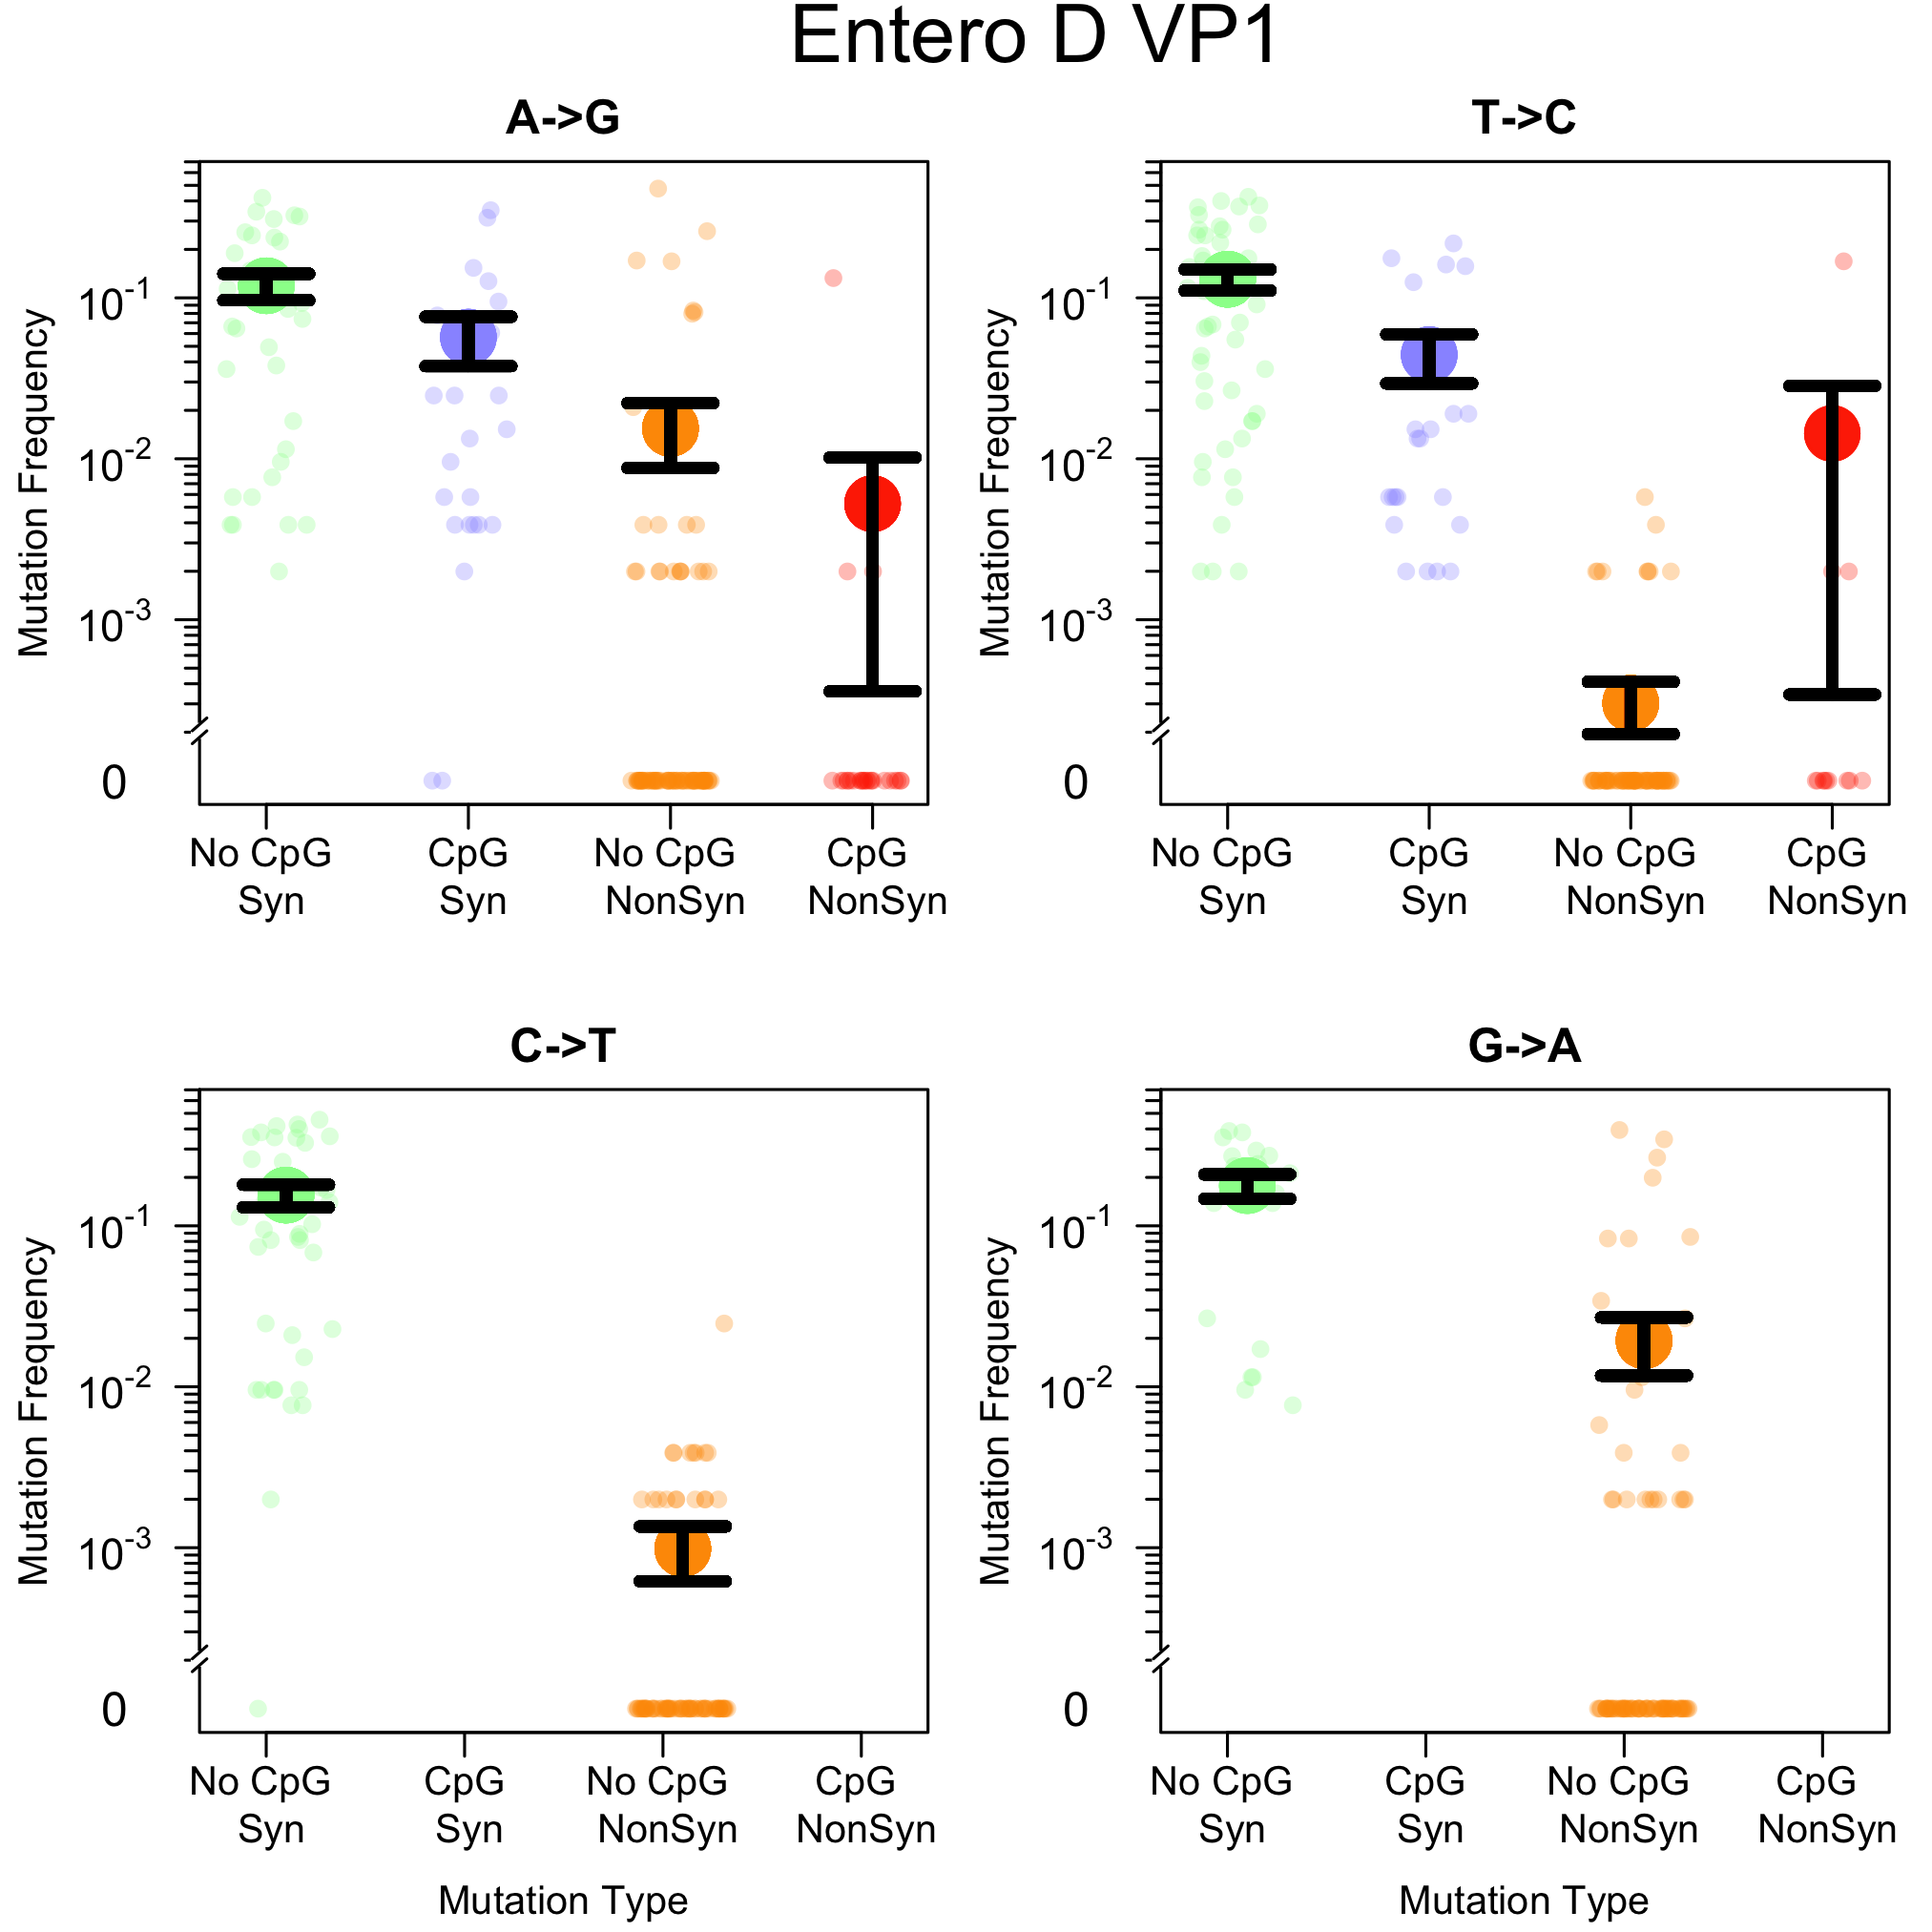 Entero D VP1
A->G
Mutation Frequency
10-1
10-2
10-3
0
No CpG CpG No CpG CpG
Syn Syn NonSyn NonSyn
T->C
Mutation Frequency
10-1
10-2
10-3
0
No CpG CpG No CpG CpG
Syn Syn NonSyn NonSyn
C->T
Mutation Frequency
10-1
10-2
10-3
0
No CpG CpG No CpG CpG
Syn Syn NonSyn NonSyn
Mutation Type
G->A
Mutation Frequency
10-1
10-2
10-3
0
No CpG CpG No CpG CpG
Syn Syn NonSyn NonSyn
Mutation Type